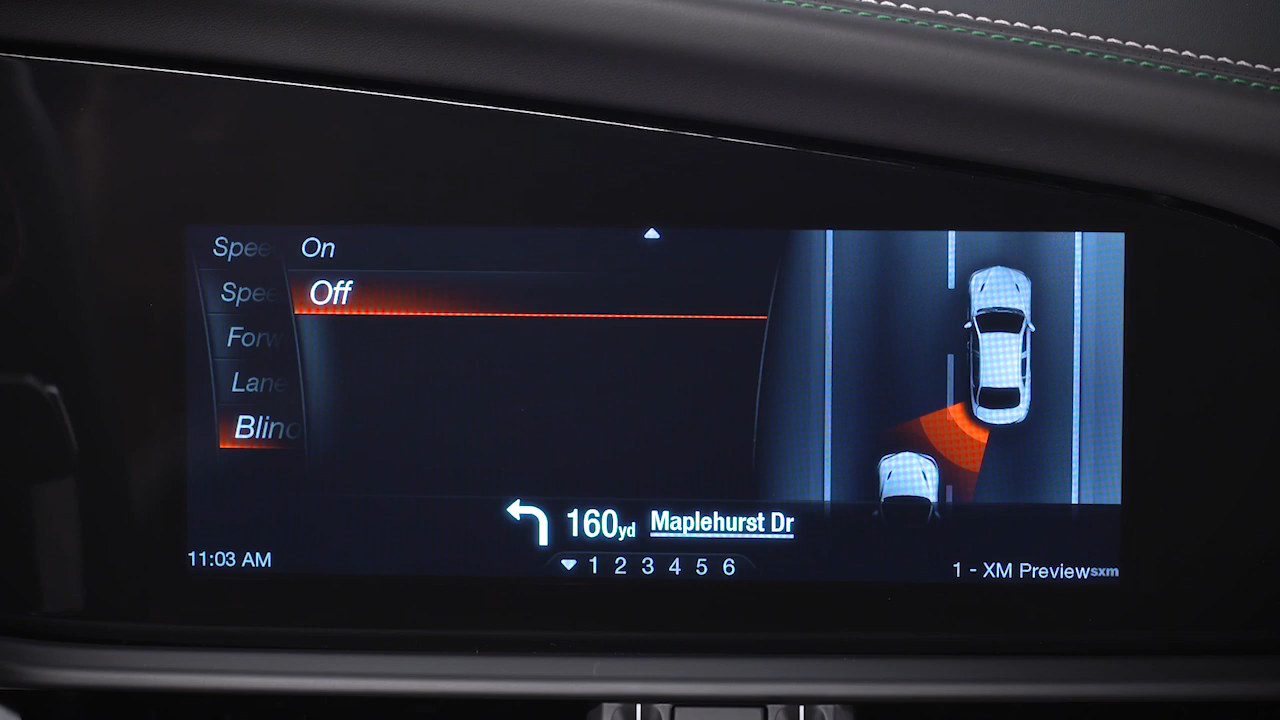 Spee
On
Spee
Off
Forw
Lane
Blind
160yd Maplehurst Dr
11:03 AM
1 2 3 4 5 6
1 - XM Preview sxm